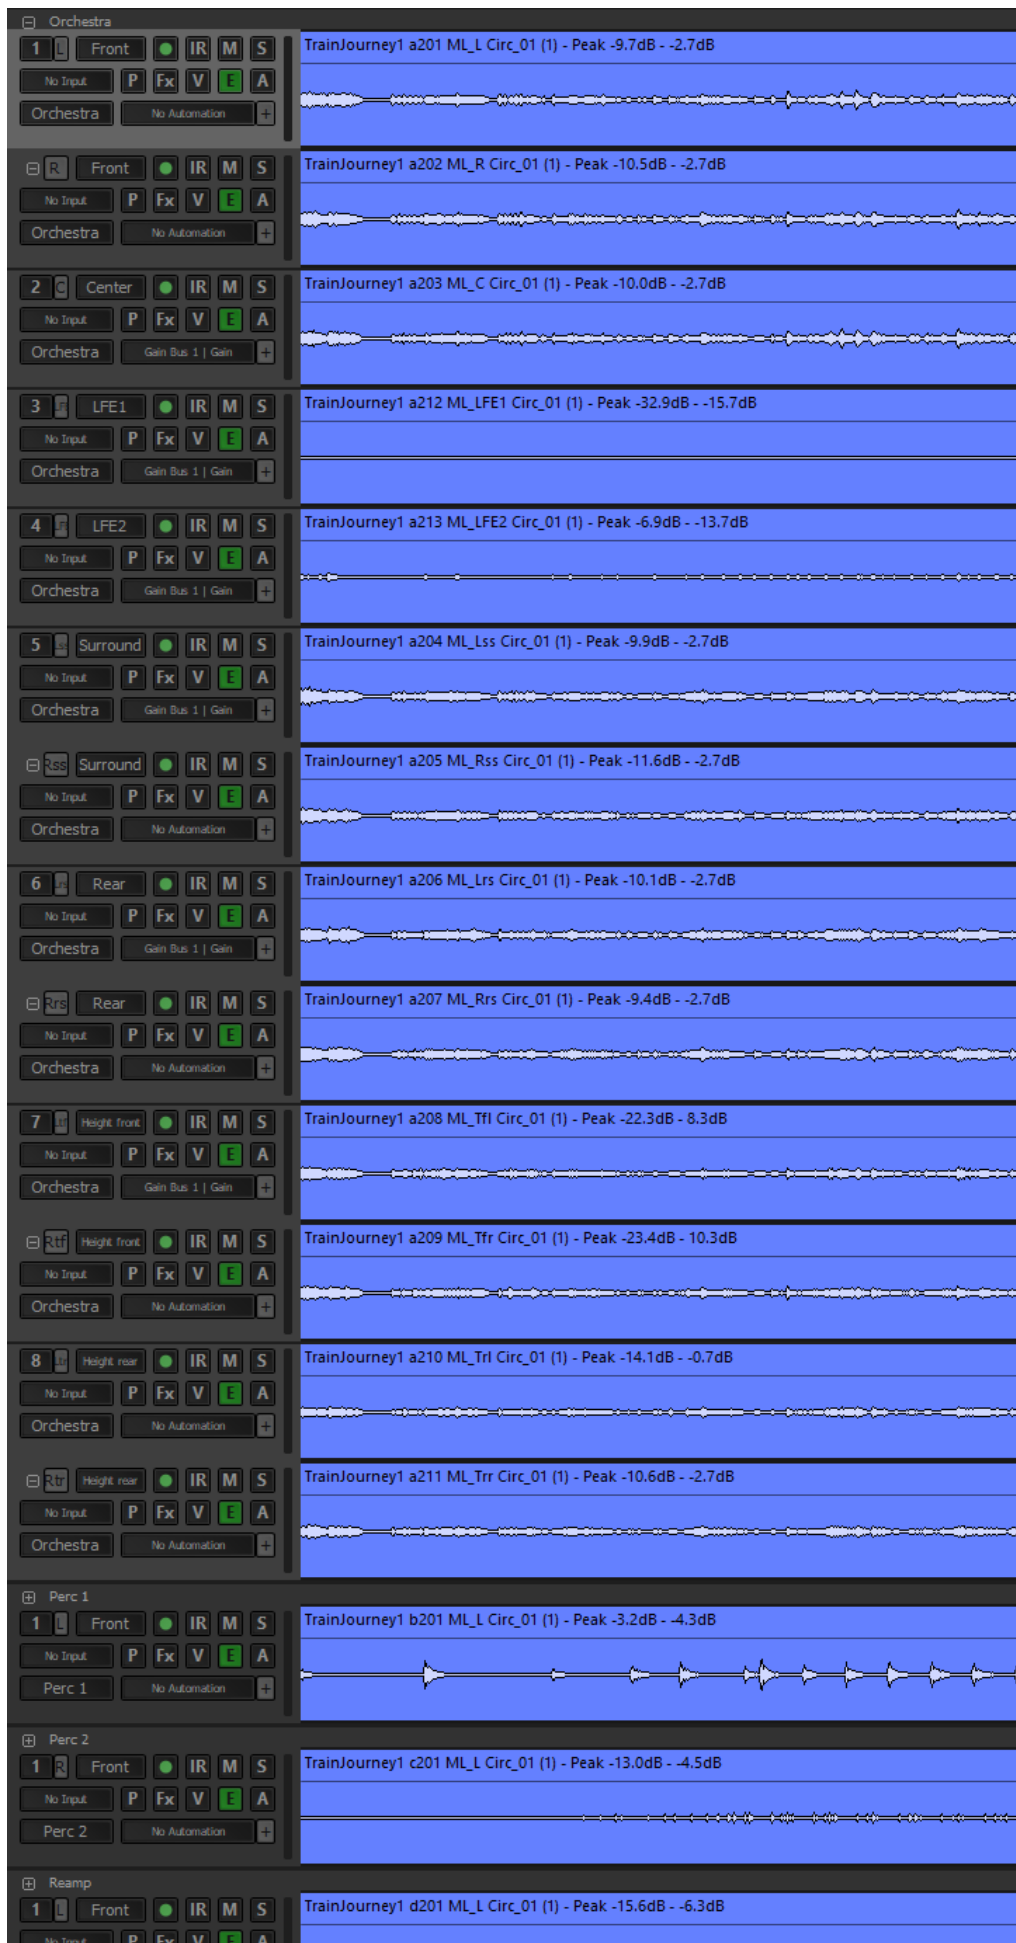 Orchestra
1 L Front IR M S TrainJourney1 a201 ML_L Circ_01 (1) - Peak -9.7dB - -2.7dB
No Input P Fx V E A
Orchestra No Automation +
R Front IR M S TrainJourney1 a202 ML_R Circ_01 (1) - Peak -10.5dB - -2.7dB
No Input P Fx V E A
Orchestra No Automation +
2 C Center IR M S TrainJourney1 a203 ML_C Circ_01 (1) - Peak -10.0dB - -2.7dB
No Input P Fx V E A
Orchestra Gain Bus 1 | Gain +
3 LFE1 IR M S TrainJourney1 a212 ML_LFE1 Circ_01 (1) - Peak -32.9dB - -15.7dB
No Input P Fx V E A
Orchestra Gain Bus 1 | Gain +
4 LFE2 IR M S TrainJourney1 a213 ML_LFE2 Circ_01 (1) - Peak -6.9dB - -13.7dB
No Input P Fx V E A
Orchestra Gain Bus 1 | Gain +
5 Lss Surround IR M S TrainJourney1 a204 ML_Lss Circ_01 (1) - Peak -9.9dB - -2.7dB
No Input P Fx V E A
Orchestra Gain Bus 1 | Gain +
Rss Surround IR M S TrainJourney1 a205 ML_Rss Circ_01 (1) - Peak -11.6dB - -2.7dB
No Input P Fx V E A
Orchestra No Automation +
6 Lrs Rear IR M S TrainJourney1 a206 ML_Lrs Circ_01 (1) - Peak -10.1dB - -2.7dB
No Input P Fx V E A
Orchestra Gain Bus 1 | Gain +
Rrs Rear IR M S TrainJourney1 a207 ML_Rrs Circ_01 (1) - Peak -9.4dB - -2.7dB
No Input P Fx V E A
Orchestra No Automation +
7 Ltf Height front IR M S TrainJourney1 a208 ML_Tfl Circ_01 (1) - Peak -22.3dB - 8.3dB
No Input P Fx V E A
Orchestra Gain Bus 1 | Gain +
Rtf Height front IR M S TrainJourney1 a209 ML_Tfr Circ_01 (1) - Peak -23.4dB - 10.3dB
No Input P Fx V E A
Orchestra No Automation +
8 Ltr Height rear IR M S TrainJourney1 a210 ML_Trl Circ_01 (1) - Peak -14.1dB - -0.7dB
No Input P Fx V E A
Orchestra No Automation +
Rtr Height rear IR M S TrainJourney1 a211 ML_Trr Circ_01 (1) - Peak -10.6dB - -2.7dB
No Input P Fx V E A
Orchestra No Automation +
Perc 1
1 L Front IR M S TrainJourney1 b201 ML_L Circ_01 (1) - Peak -3.2dB - -4.3dB
No Input P Fx V E A
Perc 1 No Automation +
Perc 2
1 R Front IR M S TrainJourney1 c201 ML_L Circ_01 (1) - Peak -13.0dB - -4.5dB
No Input P Fx V E A
Perc 2 No Automation +
Reamp
1 L Front IR M S TrainJourney1 d201 ML_L Circ_01 (1) - Peak -15.6dB - -6.3dB
No Input P Fx V E A